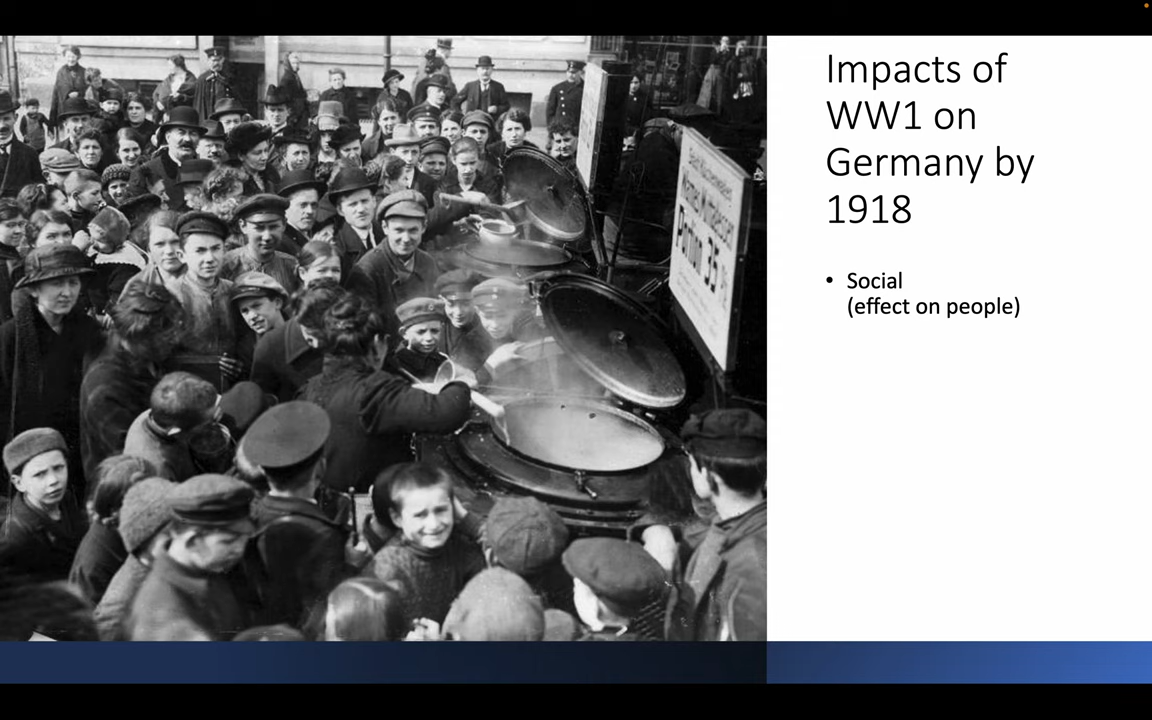 Impacts of
WW1 on
Germany by
1918
• Social
(effect on people)
Portion 35